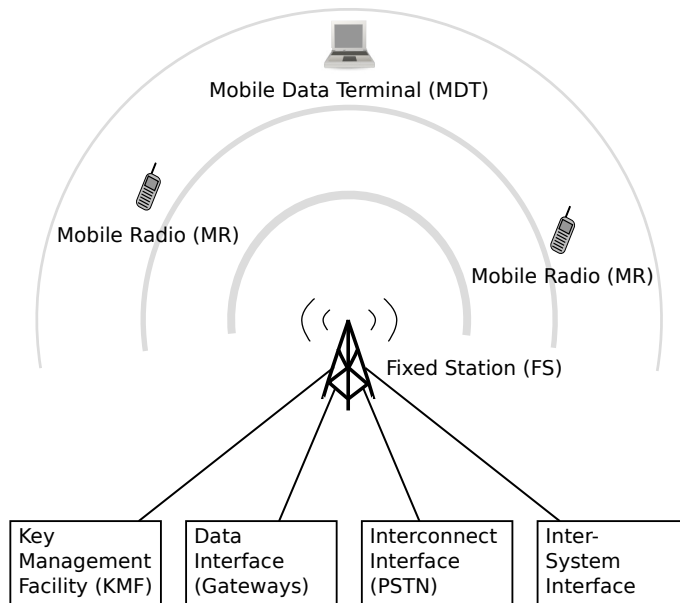 Mobile Data Terminal (MDT)
Mobile Radio (MR)
Mobile Radio (MR)
Fixed Station (FS)
Key
Management
Facility (KMF)
Data
Interface
(Gateways)
Interconnect
Interface
(PSTN)
Inter-
System
Interface